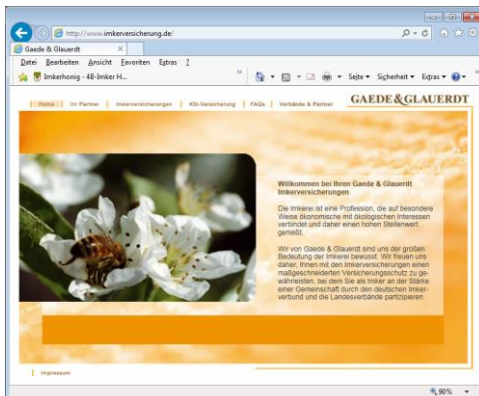 http://www.imkerversicherung.de/
Gaede & Glauerdt
Datei Bearbeiten Ansicht Favoriten Extras ?
Imkerhonig - 4B-Imker H...
Seite Sicherheit Extras
Home Ihr Partner Imkerversicherungen Kfz-Versicherung FAQs Verbände & Partner
GAEDE&GLAUERDT
Willkommen bei Ihren Gaede & Glauerdt
Imkerversicherungen
Die Imkerei ist eine Profession, die auf besondere
Weise ökonomische mit ökologischen Interessen
verbindet und daher einen hohen Stellenwert
genießt.
Wir von Gaede & Glauerdt sind uns der großen
Bedeutung der Imkerei bewusst. Wir freuen uns
daher, Ihnen mit den Imkerversicherungen einen
maßgeschneiderten Versicherungsschutz zu ge-
währleisten, bei dem Sie als Imker an der Stärke
einer Gemeinschaft durch den deutschen Imker-
verbund und die Landesverbände partizipieren.
Impressum
90%